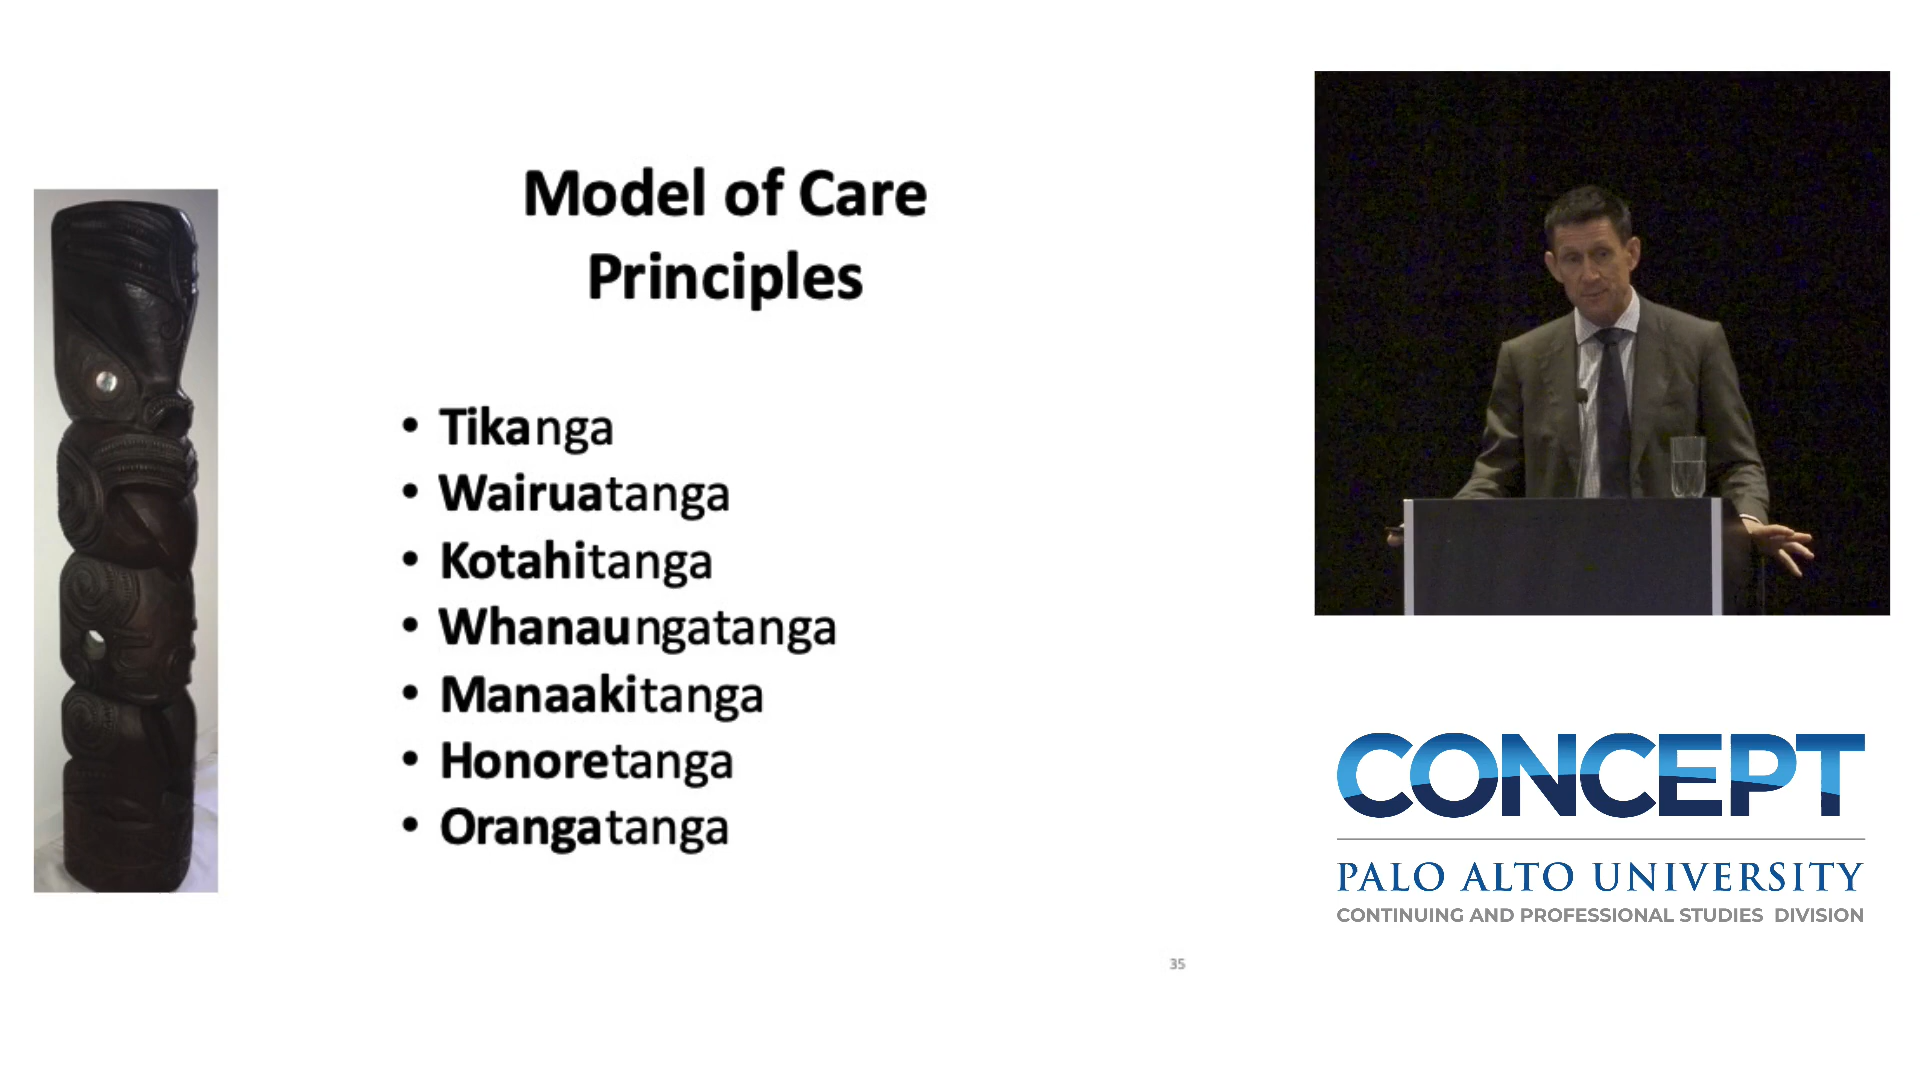 Model of Care
Principles
• Tikanga
• Wairuatanga
• Kotahitanga
• Whanaungatanga
• Manaakitanga
• Honoretanga
• Orangatanga
35
CONCEPT
PALO ALTO UNIVERSITY
CONTINUING AND PROFESSIONAL STUDIES DIVISION